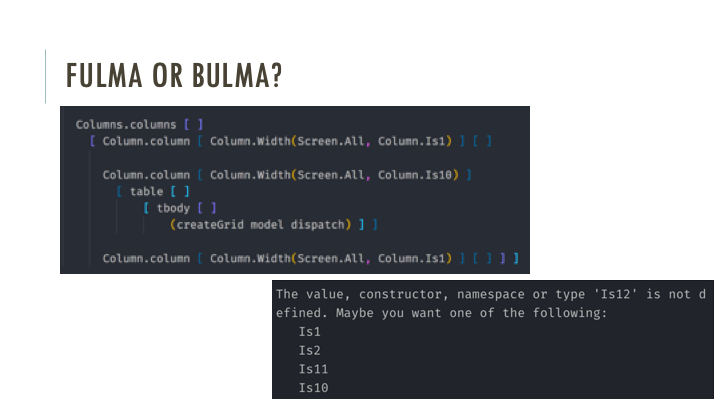 FULMA OR BULMA?
Columns.columns [ ]
[ Column.column [ Column.Width(Screen.All, Column.Is1) ] [ ]
Column.column [ Column.Width(Screen.All, Column.Is10) ]
[ table [ ]
[ tbody [ ]
(createGrid model dispatch) ] ]
Column.column [ Column.Width(Screen.All, Column.Is1) ] [ ] ] ]
The value, constructor, namespace or type 'Is12' is not d
efined. Maybe you want one of the following:
Is1
Is2
Is11
Is10